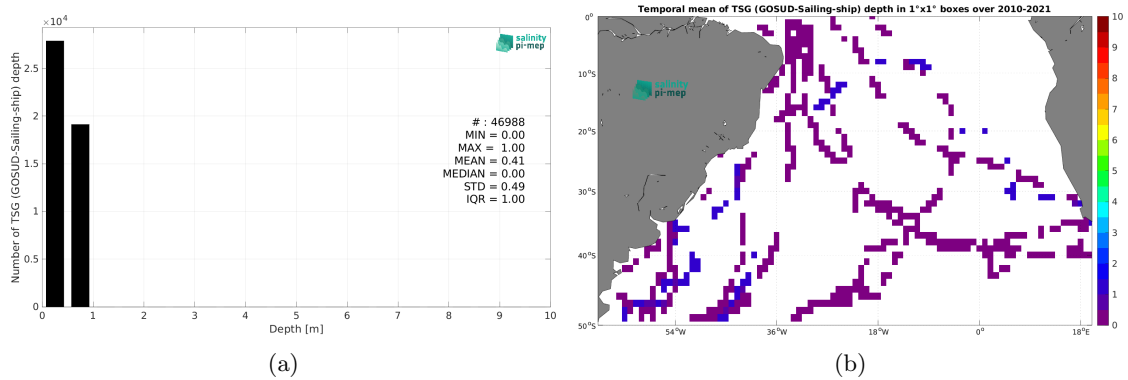 ×10⁴
2.5
2
1.5
1
0.5
0
Number of TSG (GOSUD-Sailing-ship) depth
salinity
pi-mep
# : 46988
MIN = 0.00
MAX = 1.00
MEAN = 0.41
MEDIAN = 0.00
STD = 0.49
IQR = 1.00
0 1 2 3 4 5 6 7 8 9 10
Depth [m]
(a)
Temporal mean of TSG (GOSUD-Sailing-ship) depth in 1°x1° boxes over 2010-2021
0°
10°S
20°S
30°S
40°S
50°S
salinity
pi-mep
54°W 36°W 18°W 0° 18°E
10
9
8
7
6
5
4
3
2
1
0
(b)